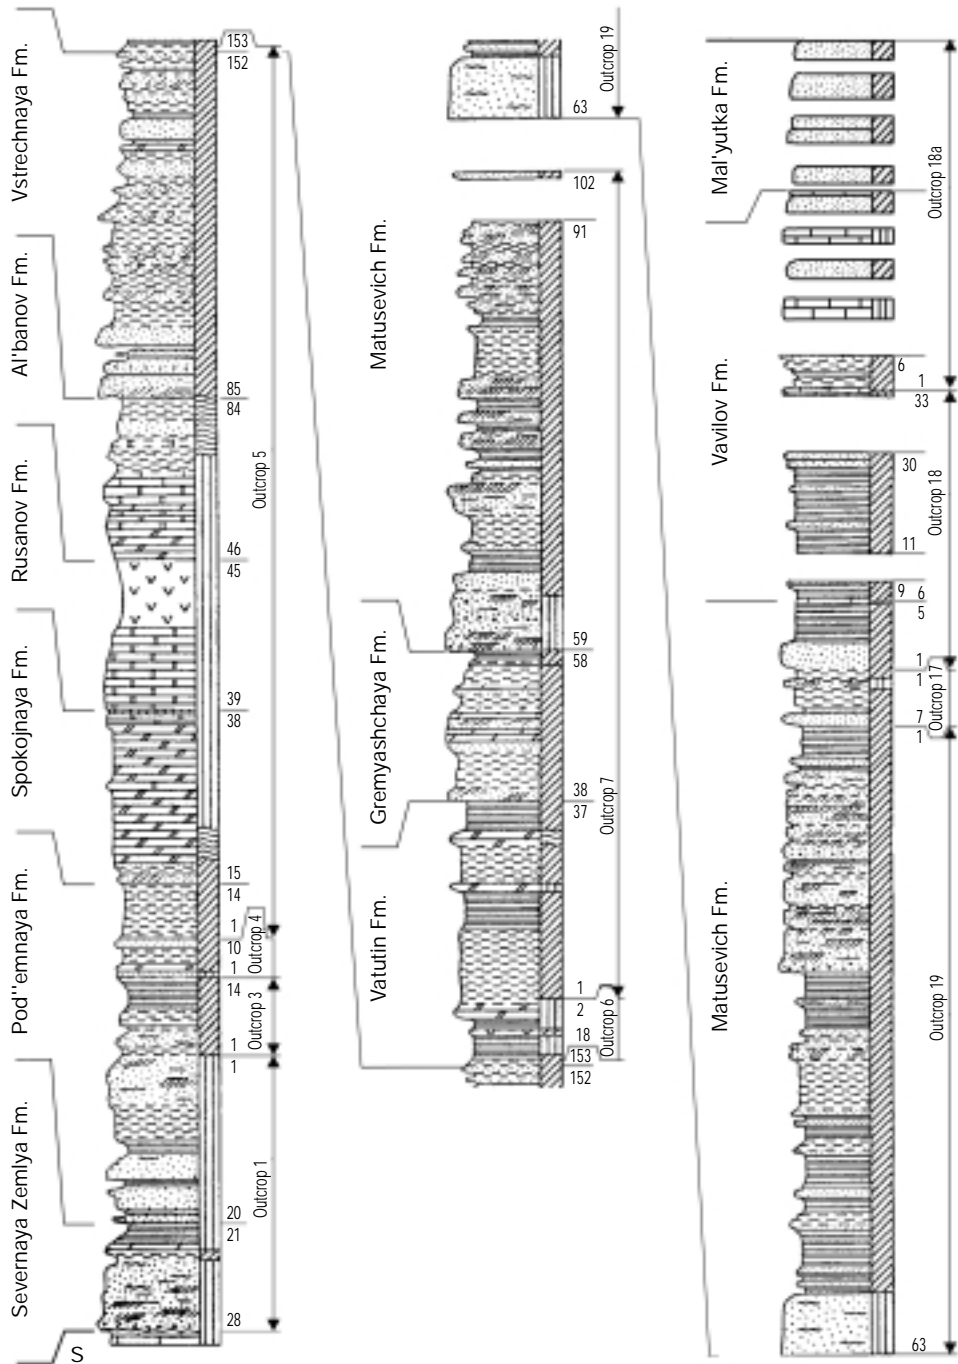 Vstrechnaya Fm.
Al'banov Fm.
Rusanov Fm.
Spokojnaya Fm.
Pod''emnaya Fm.
Severnaya Zemlya Fm.
S
153
152
85
84
46
45
39
38
15
14
1
10
1
14
1
1
20
21
28
Outcrop 5
Outcrop 4
Outcrop 3
Outcrop 1
Matusevich Fm.
Gremyashchaya Fm.
Vatutin Fm.
63
102
91
59
58
38
37
1
2
18
153
152
Outcrop 19
Outcrop 7
Outcrop 6
Mal'yutka Fm.
Vavilov Fm.
Matusevich Fm.
6
1
33
30
11
9 6
5
1
1
7
1
63
Outcrop 18a
Outcrop 18
Outcrop 17
Outcrop 19